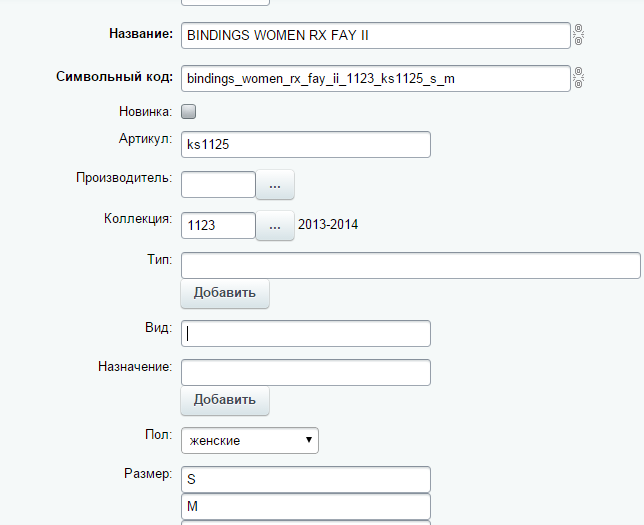 Название: BINDINGS WOMEN RX FAY II
Символьный код: bindings_women_rx_fay_ii_1123_ks1125_s_m
Новинка:
Артикул: ks1125
Производитель: ...
Коллекция: 1123 ... 2013-2014
Тип:
Добавить
Вид:
Назначение:
Добавить
Пол: женские
Размер: S
M